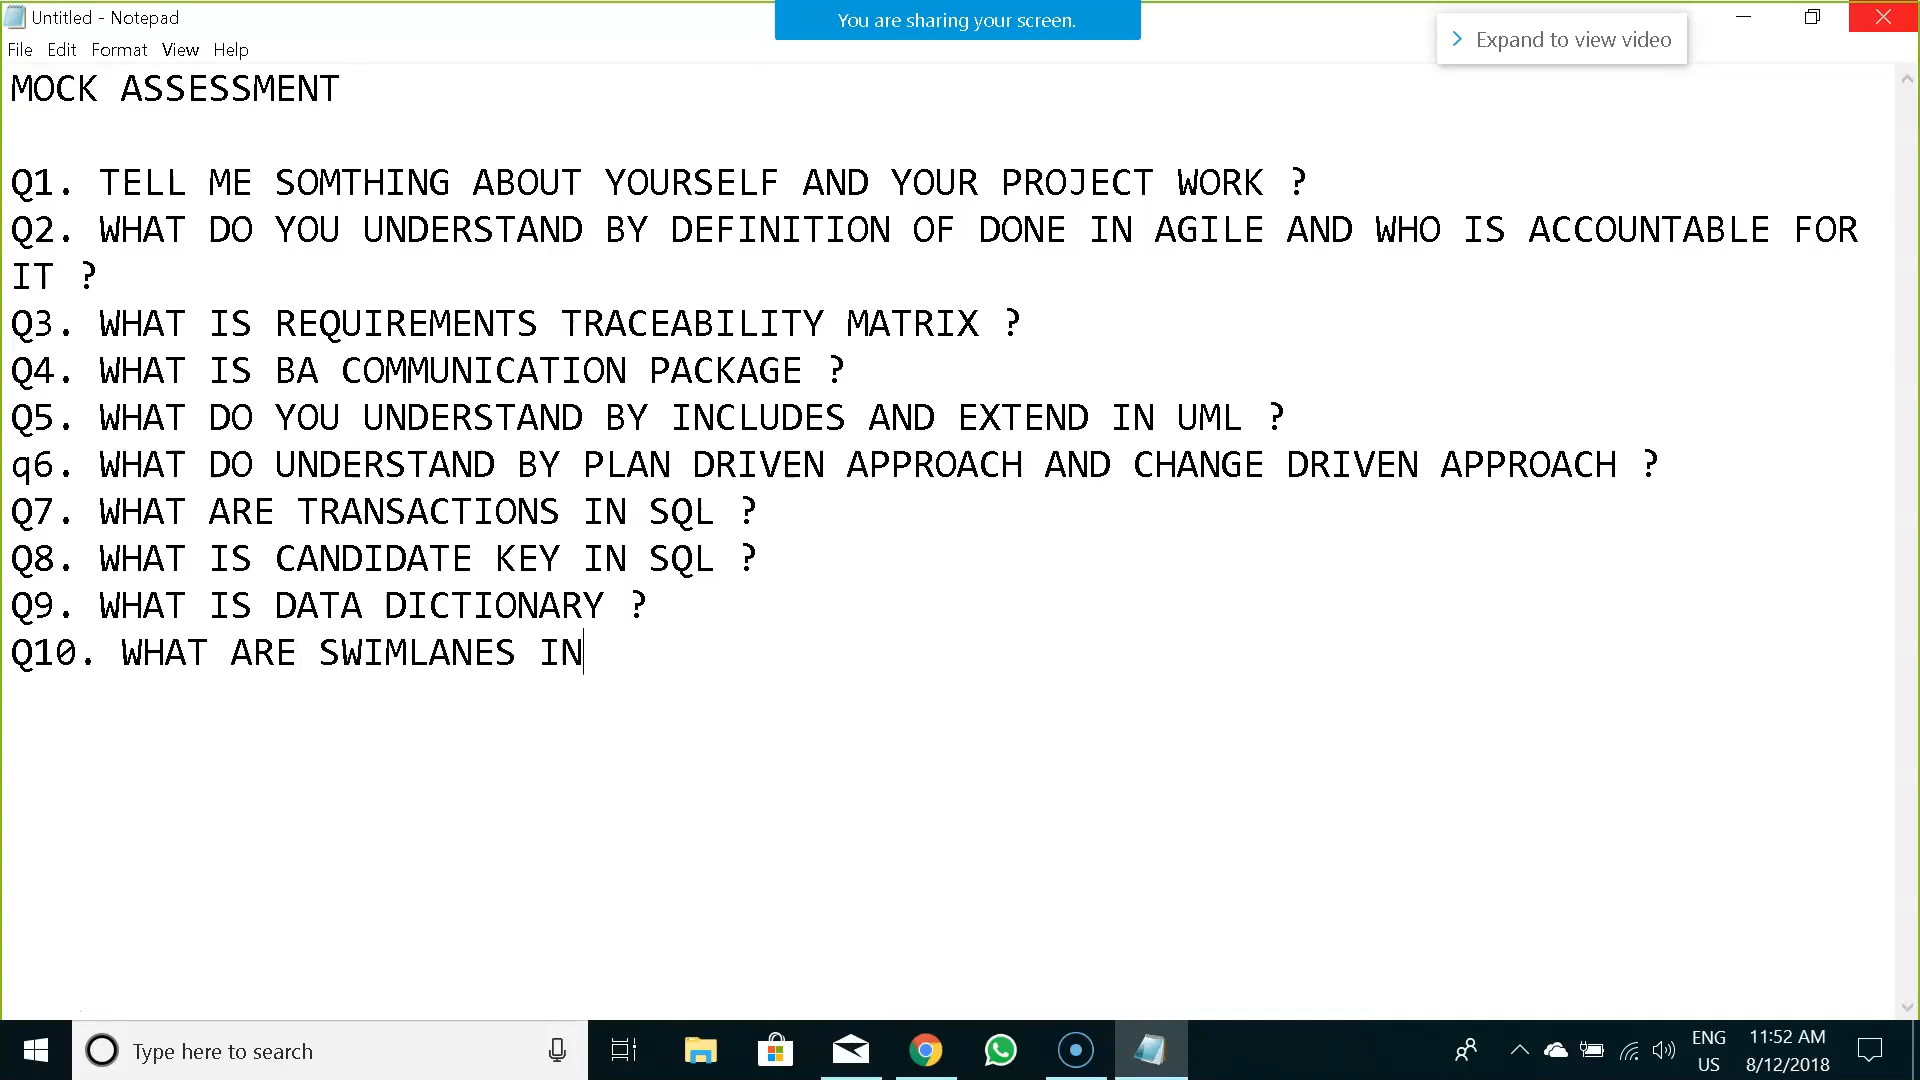 Untitled - Notepad
You are sharing your screen.
Expand to view video
File Edit Format View Help
MOCK ASSESSMENT
Q1. TELL ME SOMTHING ABOUT YOURSELF AND YOUR PROJECT WORK ?
Q2. WHAT DO YOU UNDERSTAND BY DEFINITION OF DONE IN AGILE AND WHO IS ACCOUNTABLE FOR
IT ?
Q3. WHAT IS REQUIREMENTS TRACEABILITY MATRIX ?
Q4. WHAT IS BA COMMUNICATION PACKAGE ?
Q5. WHAT DO YOU UNDERSTAND BY INCLUDES AND EXTEND IN UML ?
q6. WHAT DO UNDERSTAND BY PLAN DRIVEN APPROACH AND CHANGE DRIVEN APPROACH ?
Q7. WHAT ARE TRANSACTIONS IN SQL ?
Q8. WHAT IS CANDIDATE KEY IN SQL ?
Q9. WHAT IS DATA DICTIONARY ?
Q10. WHAT ARE SWIMLANES IN
Type here to search
ENG
US
11:52 AM
8/12/2018